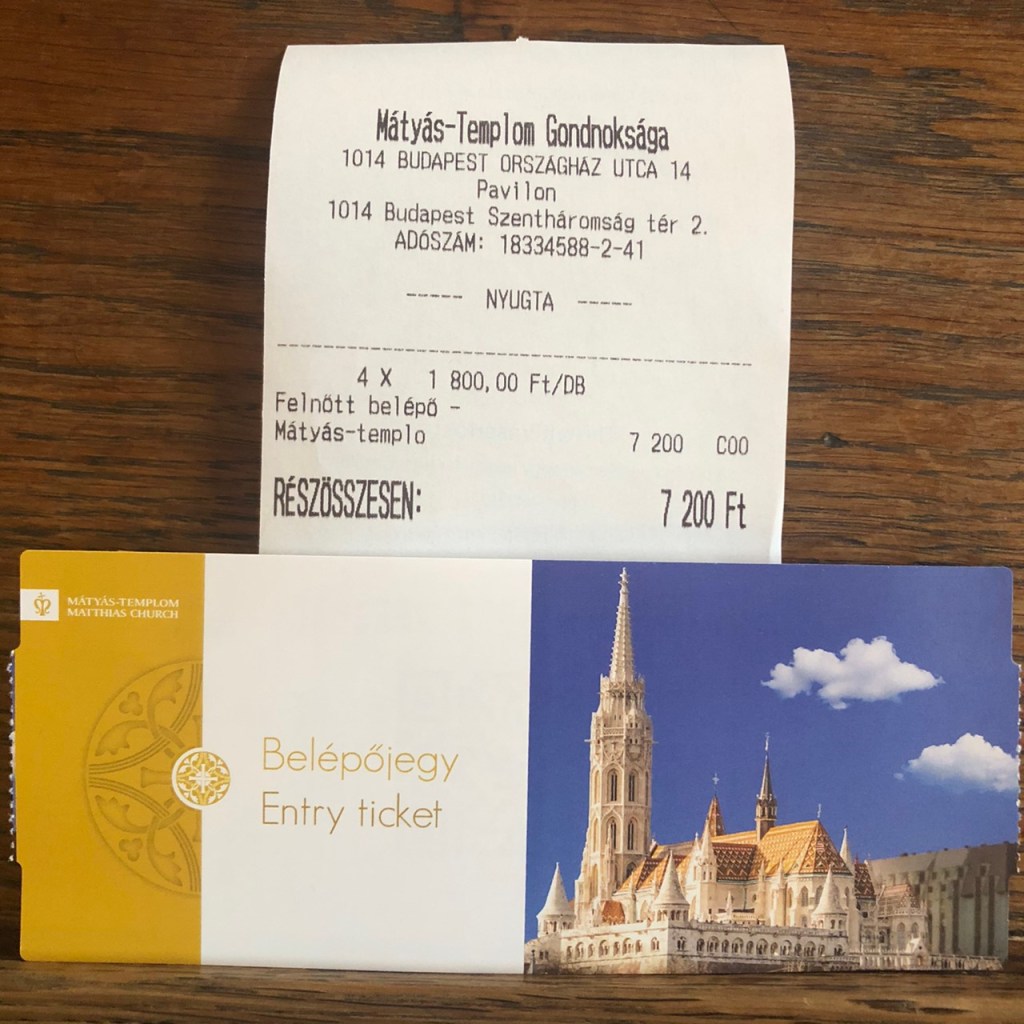 Mátyás-Templom Gondnoksága
1014 BUDAPEST ORSZÁGHÁZ UTCA 14
Pavilon
1014 Budapest Szentháromság tér 2.
ADÓSZÁM: 18334588-2-41
----- NYUGTA -----
4 X 1 800,00 Ft/DB
Felnőtt belépő -
Mátyás-templo 7 200 C00
RÉSZÖSSZESEN: 7 200 Ft
MÁTYÁS-TEMPLOM
MATTHIAS CHURCH
Belépőjegy
Entry ticket